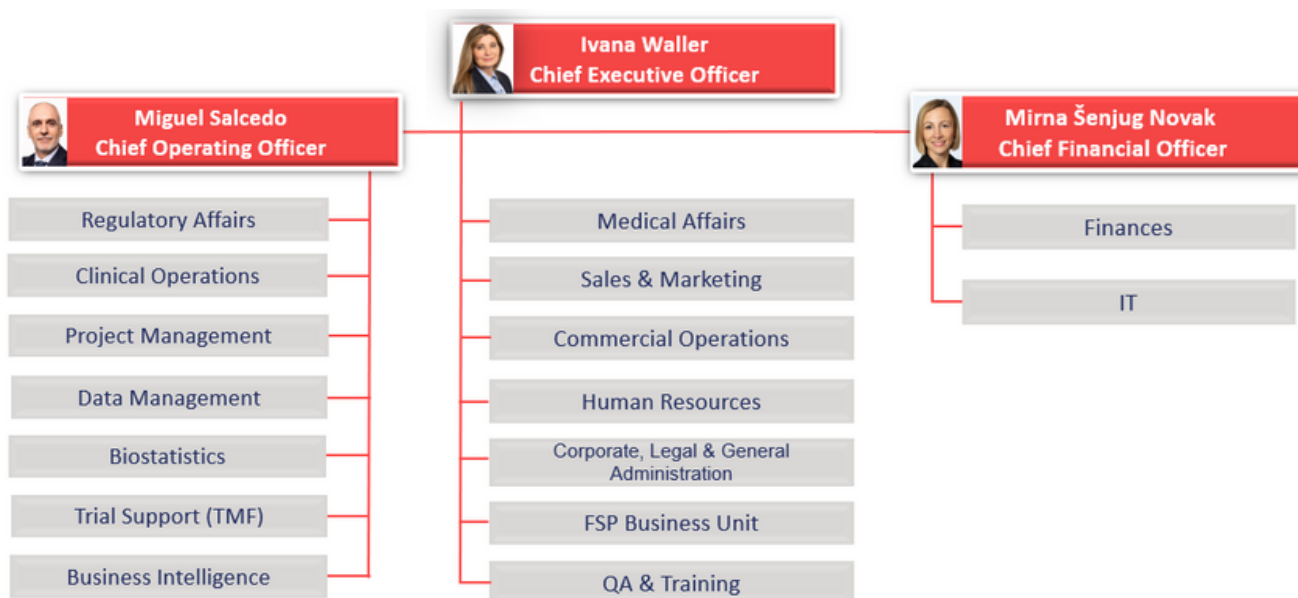 Ivana Waller
Chief Executive Officer
Miguel Salcedo
Chief Operating Officer
Mirna Šenjug Novak
Chief Financial Officer
Regulatory Affairs
Clinical Operations
Project Management
Data Management
Biostatistics
Trial Support (TMF)
Business Intelligence
Medical Affairs
Sales & Marketing
Commercial Operations
Human Resources
Corporate, Legal & General
Administration
FSP Business Unit
QA & Training
Finances
IT